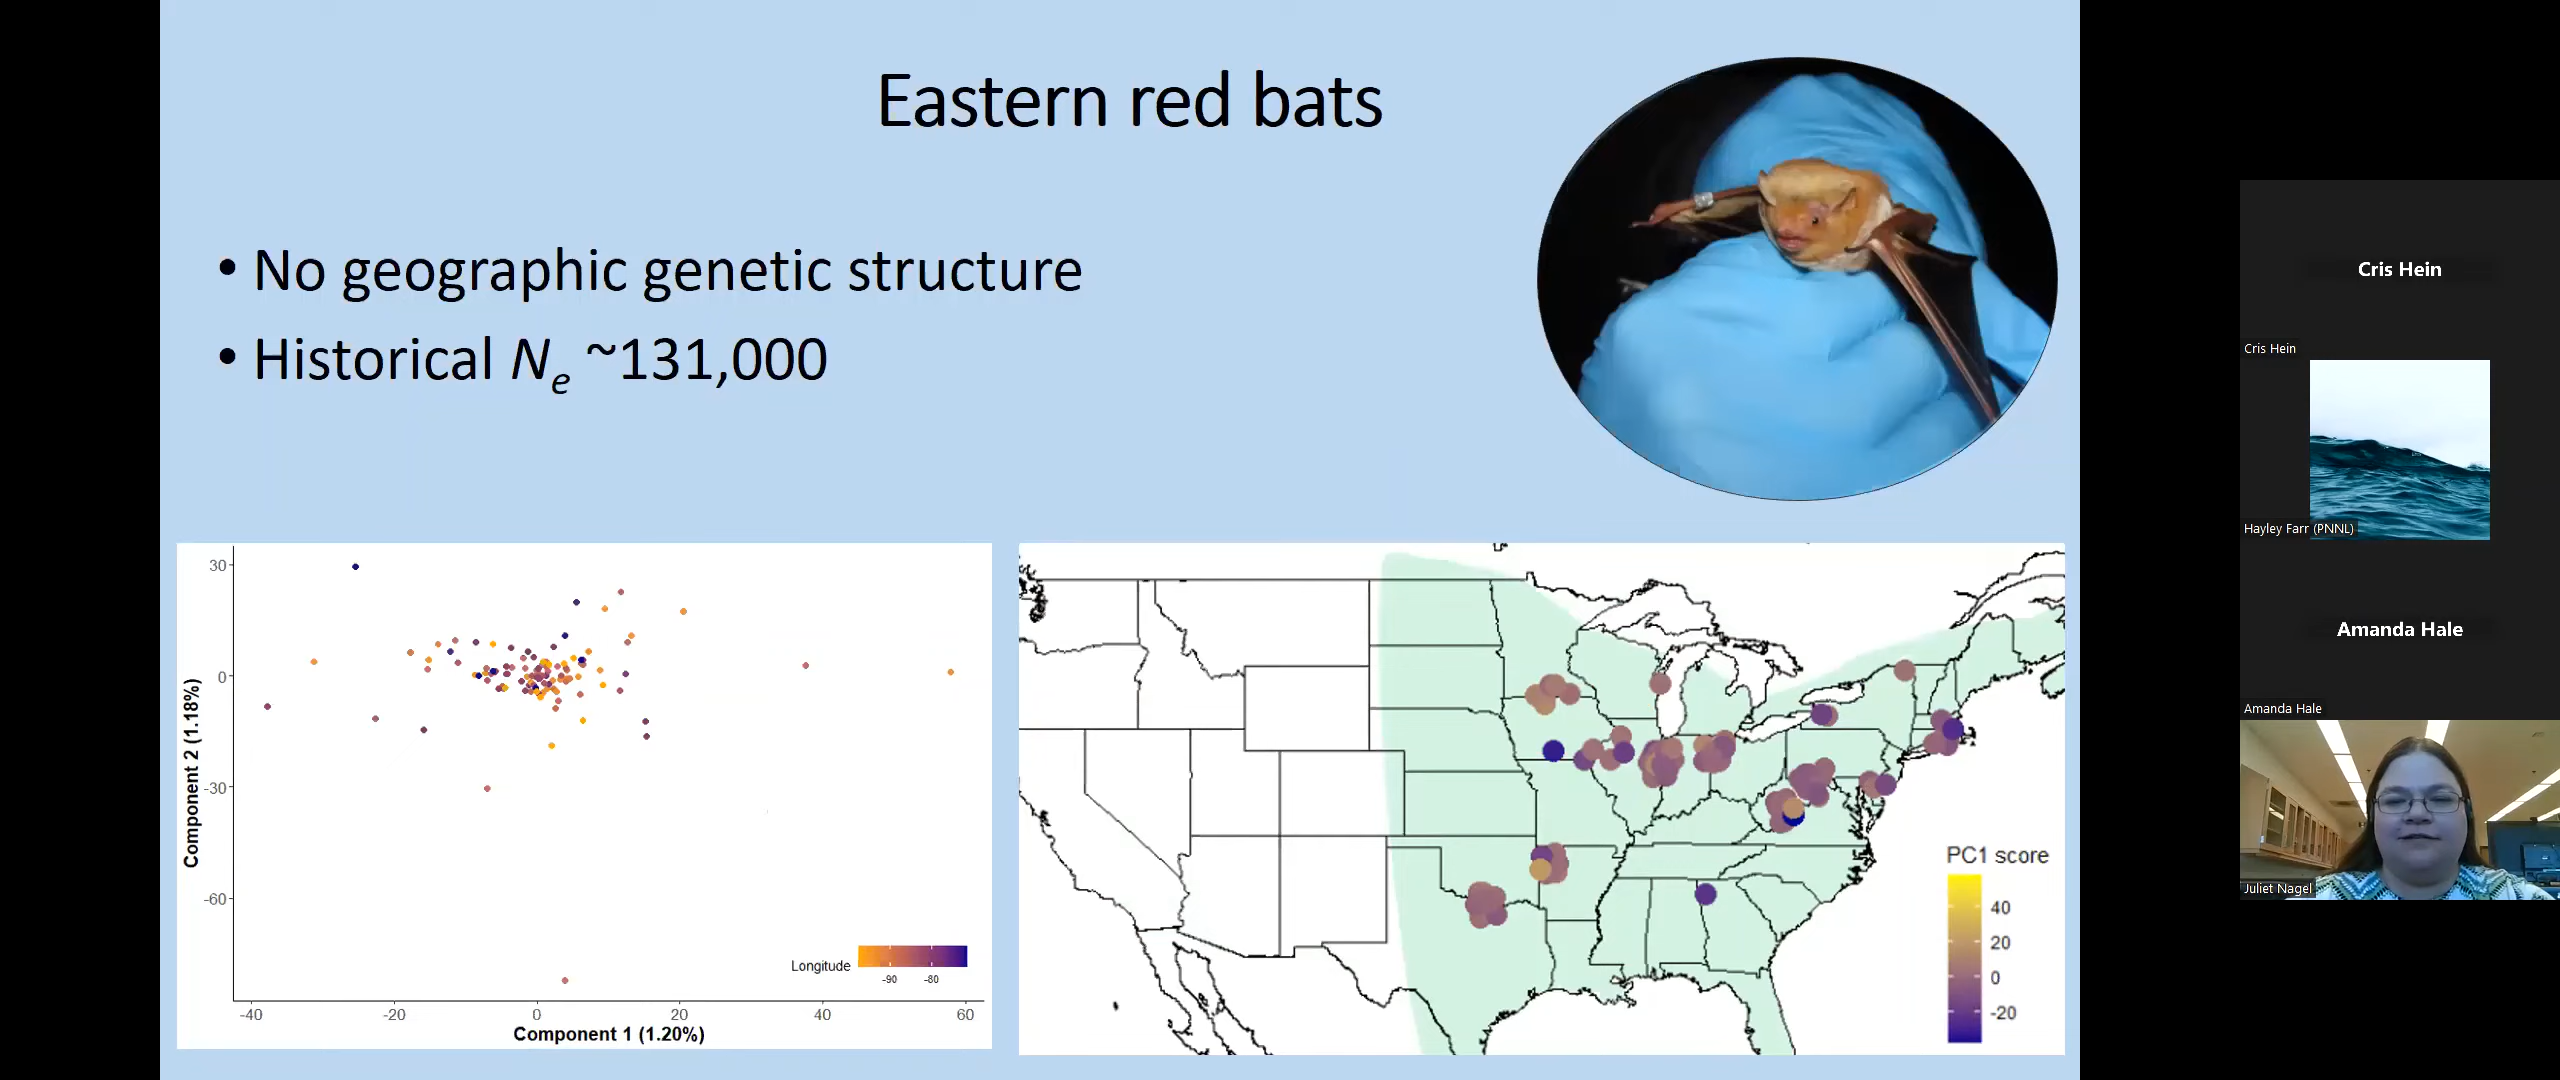 Eastern red bats
• No geographic genetic structure
• Historical Ne ~131,000
30
0
-30
-60
Component 2 (1.18%)
-40
-20
0
20
40
60
Component 1 (1.20%)
Longitude
-90
-80
PC1 score
40
20
0
-20
Cris Hein
Cris Hein
Hayley Farr (PNNL)
Amanda Hale
Amanda Hale
Juliet Nagel